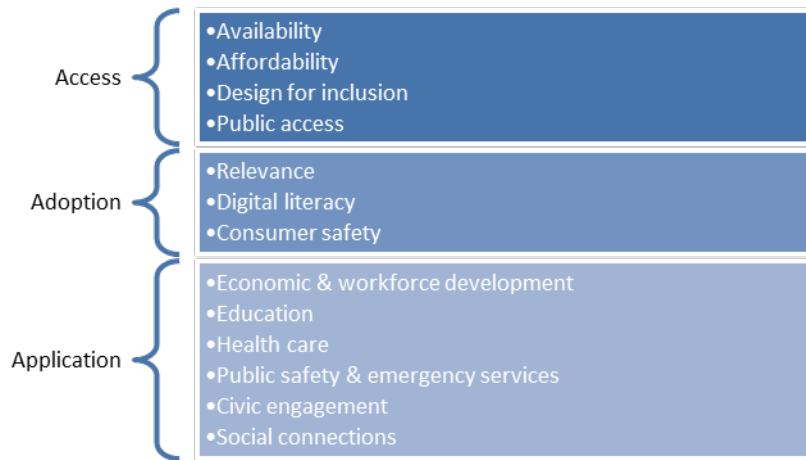 Access
•Availability
•Affordability
•Design for inclusion
•Public access
Adoption
•Relevance
•Digital literacy
•Consumer safety
Application
•Economic & workforce development
•Education
•Health care
•Public safety & emergency services
•Civic engagement
•Social connections